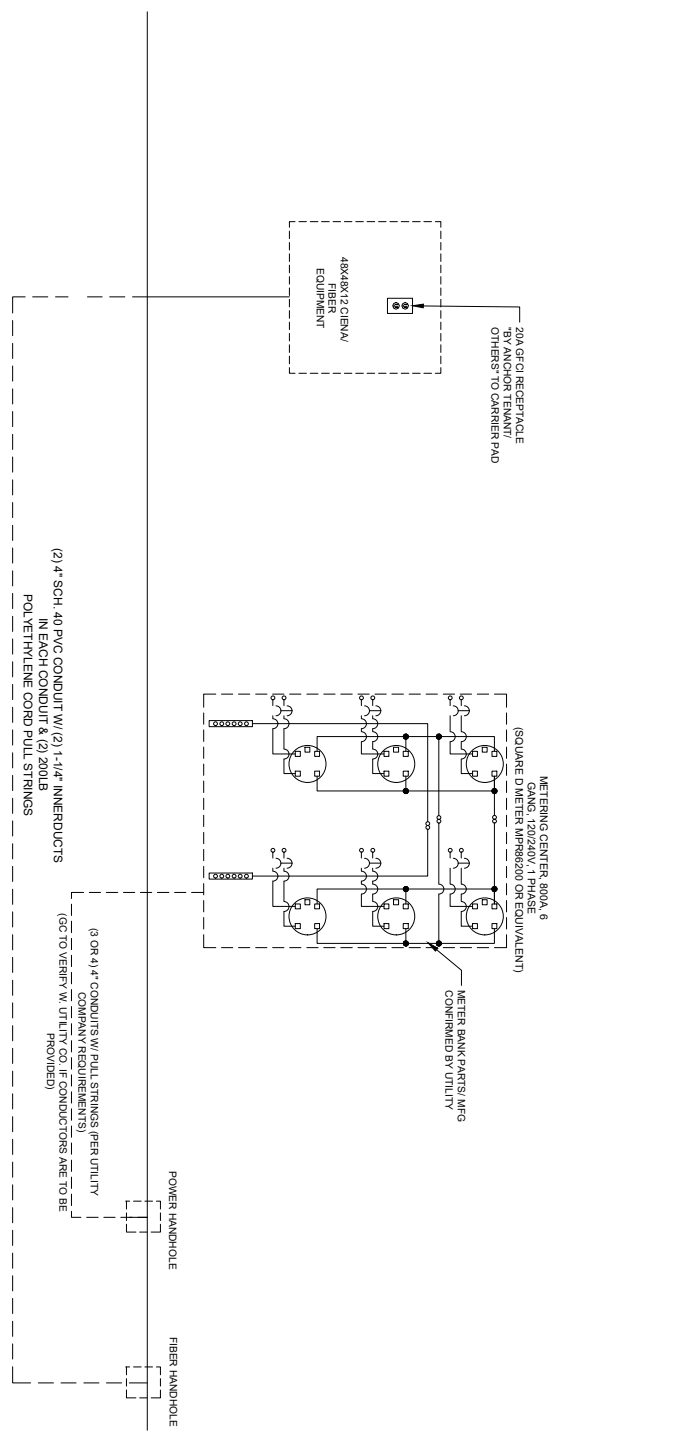 20A GFCI RECEPTACLE
"BY ANCHOR TENANT/
OTHERS" TO CARRIER PAD
48X48X12 CIENA/
FIBER
EQUIPMENT
METERING CENTER, 800A, 6
GANG, 120/240V, 1 PHASE
(SQUARE D METER MPR86200 OR EQUIVALENT)
METER BANK PARTS/ MFG
CONFIRMED BY UTILITY
(2) 4" SCH. 40 PVC CONDUIT W/ (2) 1-1/4" INNERDUCTS
IN EACH CONDUIT & (2) 200LB
POLYETHYLENE CORD PULL STRINGS
(3 OR 4) 4" CONDUITS W/ PULL STRINGS (PER UTILITY
COMPANY REQUIREMENTS)
(GC TO VERIFY W. UTILITY CO. IF CONDUCTORS ARE TO BE
PROVIDED)
POWER HANDHOLE
FIBER HANDHOLE